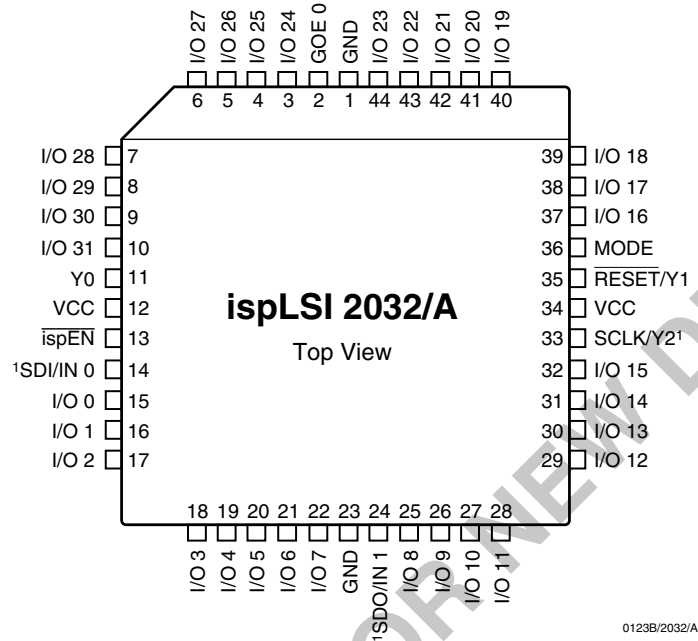 I/O 27
I/O 26
I/O 25
I/O 24
GOE 0
GND
I/O 23
I/O 22
I/O 21
I/O 20
I/O 19
6 5 4 3 2 1 44 43 42 41 40
I/O 28 7
I/O 29 8
I/O 30 9
I/O 31 10
Y0 11
VCC 12
ispEN 13
¹SDI/IN 0 14
I/O 0 15
I/O 1 16
I/O 2 17
ispLSI 2032/A
Top View
39 I/O 18
38 I/O 17
37 I/O 16
36 MODE
35 RESET/Y1
34 VCC
33 SCLK/Y2¹
32 I/O 15
31 I/O 14
30 I/O 13
29 I/O 12
18 19 20 21 22 23 24 25 26 27 28
I/O 3
I/O 4
I/O 5
I/O 6
I/O 7
GND
¹SDO/IN 1
I/O 8
I/O 9
I/O 10
I/O 11
OR NEW D
0123B/2032/A